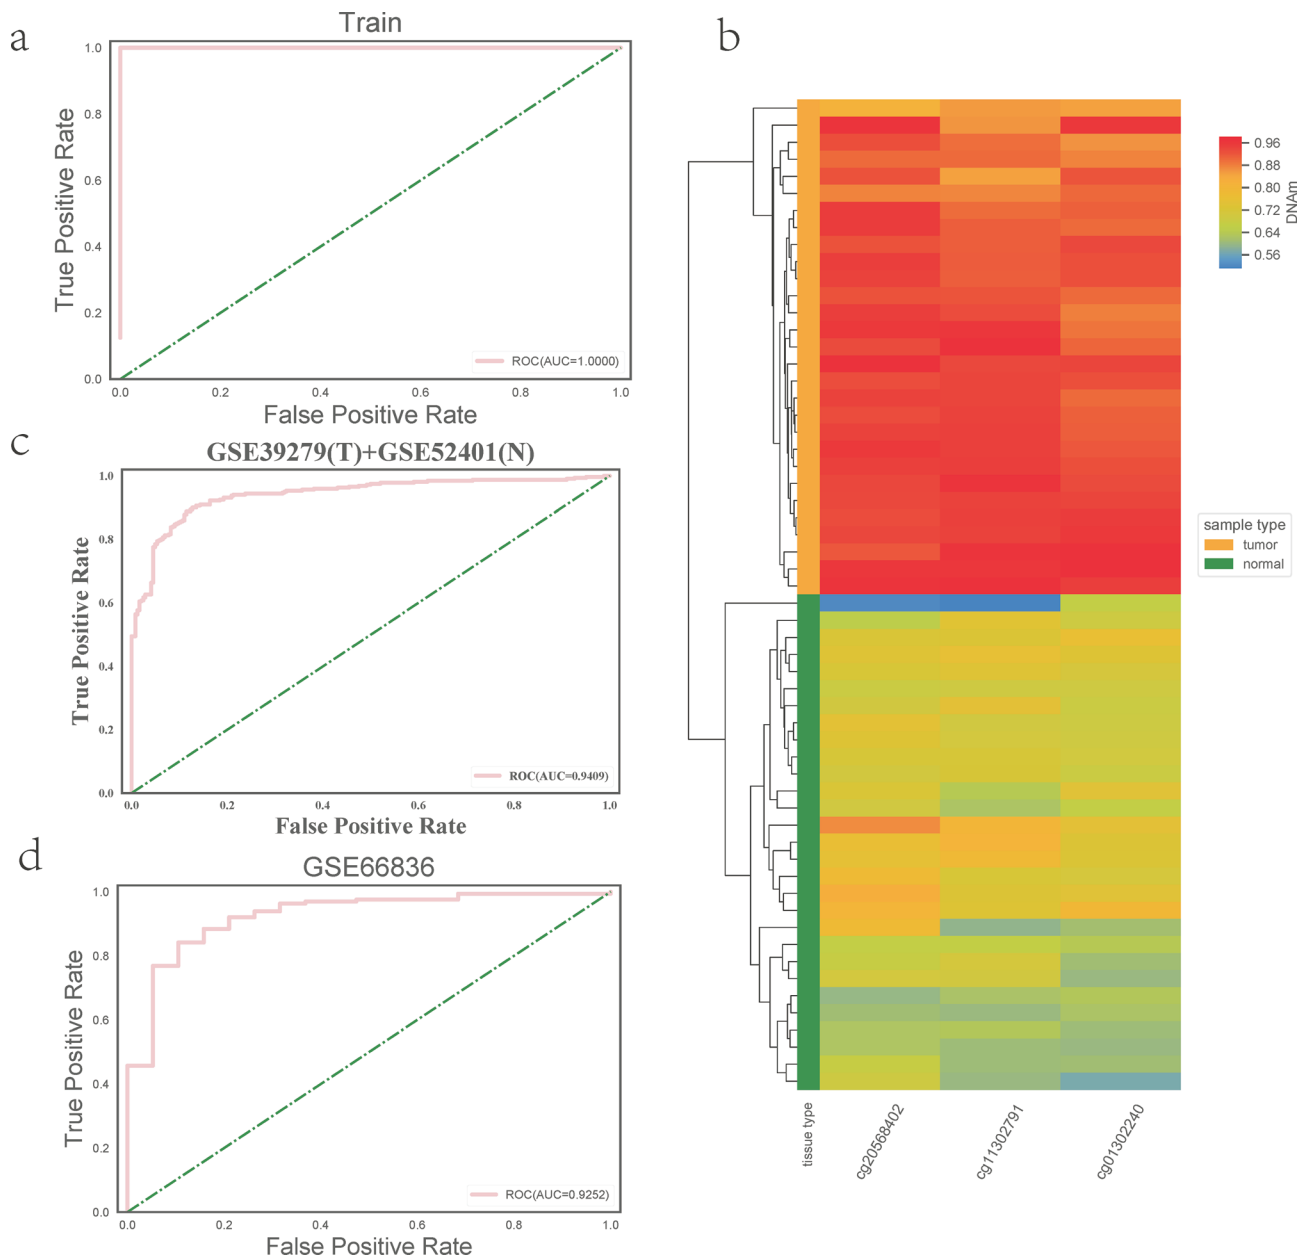 a
Train
1.0
0.8
0.6
0.4
0.2
0.0
True Positive Rate
ROC(AUC=1.0000)
0.0 0.2 0.4 0.6 0.8 1.0
False Positive Rate
b
0.96
0.88
0.80
0.72
0.64
0.56
DNAm
sample type
tumor
normal
tissue type
cg20568402
cg11302791
cg01302240
c
GSE39279(T)+GSE52401(N)
1.0
0.8
0.6
0.4
0.2
0.0
True Positive Rate
ROC(AUC=0.9409)
0.0 0.2 0.4 0.6 0.8 1.0
False Positive Rate
d
GSE66836
1.0
0.8
0.6
0.4
0.2
0.0
True Positive Rate
ROC(AUC=0.9252)
0.0 0.2 0.4 0.6 0.8 1.0
False Positive Rate